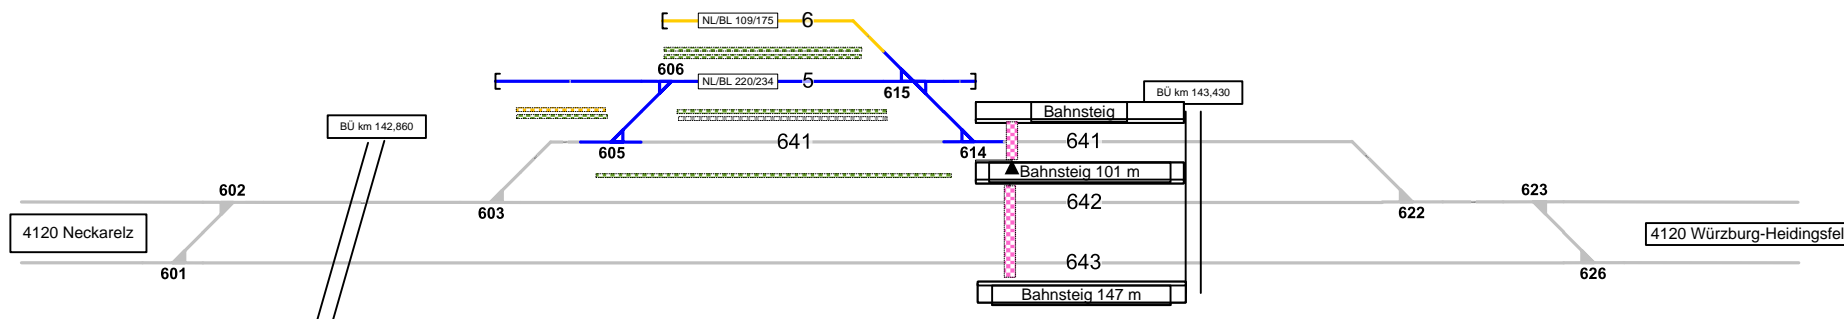 NL/BL 109/175
6
606
NL/BL 220/234
5
615
BÜ km 143,430
Bahnsteig
BÜ km 142,860
605
641
614
641
Bahnsteig 101 m
602
603
642
622
623
4120 Neckarelz
4120 Würzburg-Heidingsfel
601
643
626
Bahnsteig 147 m